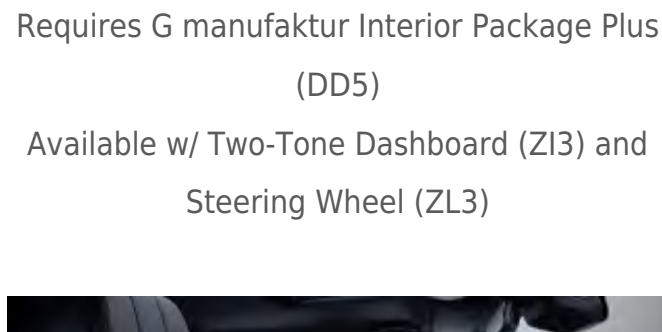 Requires G manufaktur Interior Package Plus
(DD5)
Available w/ Two-Tone Dashboard (ZI3) and
Steering Wheel (ZL3)